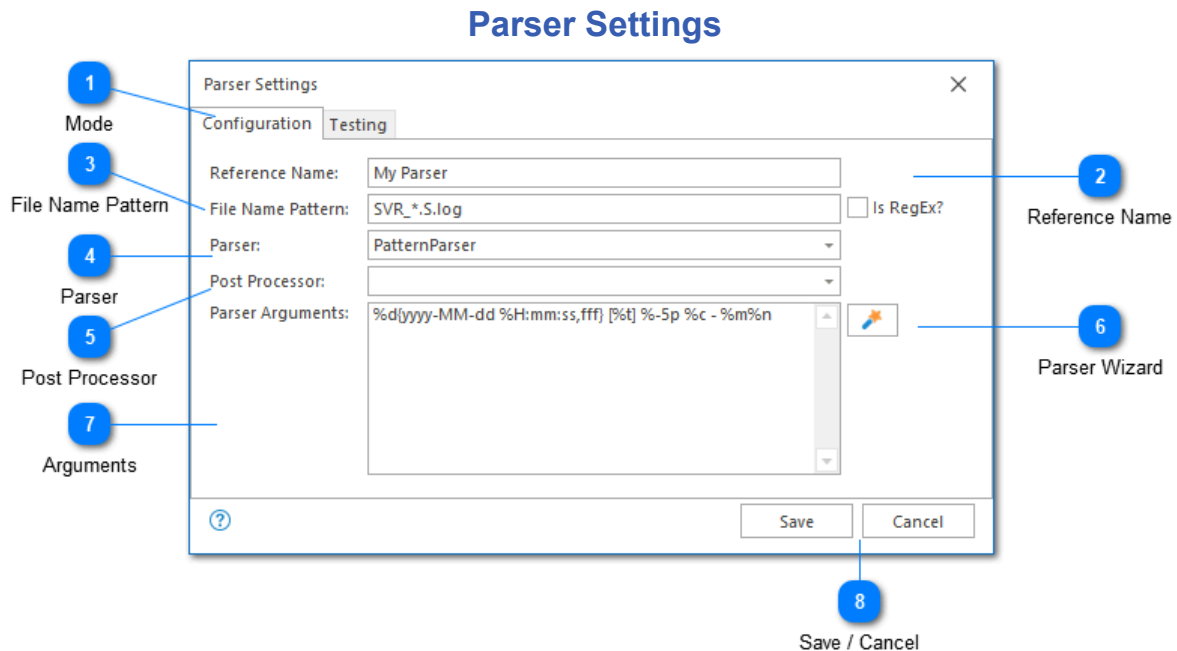 Parser Settings
1
Mode
3
File Name Pattern
4
Parser
5
Post Processor
7
Arguments
Parser Settings
Configuration Testing
Reference Name: My Parser
File Name Pattern: SVR_*.S.log Is RegEx?
Parser: PatternParser
Post Processor:
Parser Arguments: %d{yyyy-MM-dd %H:mm:ss,fff} [%t] %-5p %c - %m%n
? Save Cancel
2
Reference Name
6
Parser Wizard
8
Save / Cancel